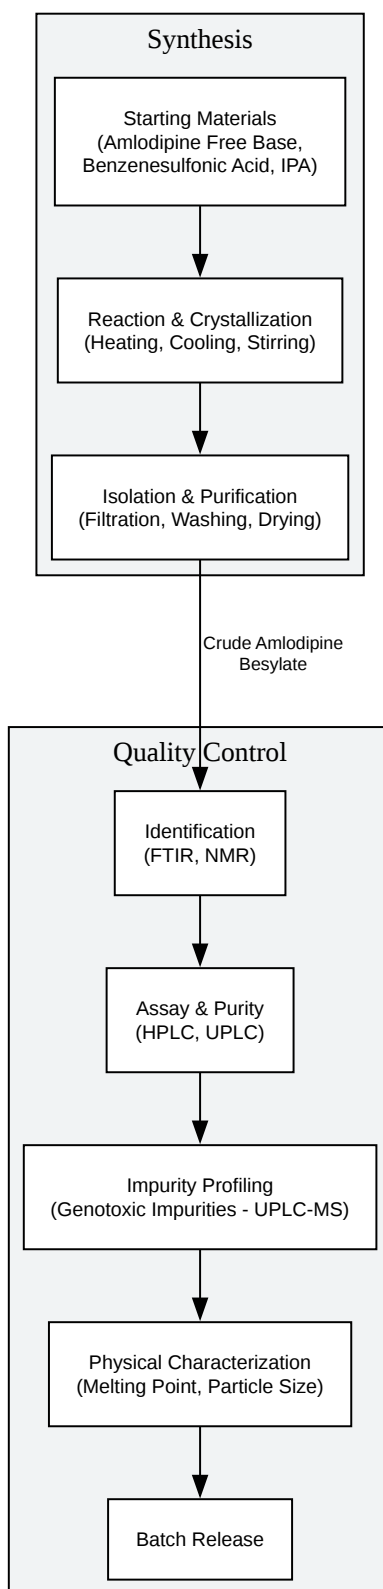 Synthesis
Starting Materials
(Amlodipine Free Base,
Benzenesulfonic Acid, IPA)
Reaction & Crystallization
(Heating, Cooling, Stirring)
Isolation & Purification
(Filtration, Washing, Drying)
Crude Amlodipine
Besylate
Quality Control
Identification
(FTIR, NMR)
Assay & Purity
(HPLC, UPLC)
Impurity Profiling
(Genotoxic Impurities - UPLC-MS)
Physical Characterization
(Melting Point, Particle Size)
Batch Release